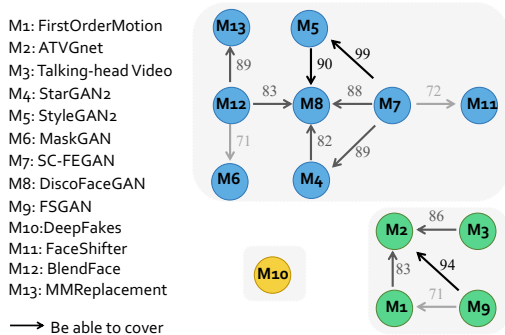 M1: FirstOrderMotion
M2: ATVGnet
M3: Talking-head Video
M4: StarGAN2
M5: StyleGAN2
M6: MaskGAN
M7: SC-FEGAN
M8: DiscoFaceGAN
M9: FSGAN
M10:DeepFakes
M11: FaceShifter
M12: BlendFace
M13: MMReplacement
Be able to cover
M13 M5
89 90 99
M12 83 M8 88 M7 72 M11
71 82 89
M6 M4
M2 86 M3
M10 83 94
M1 71 M9